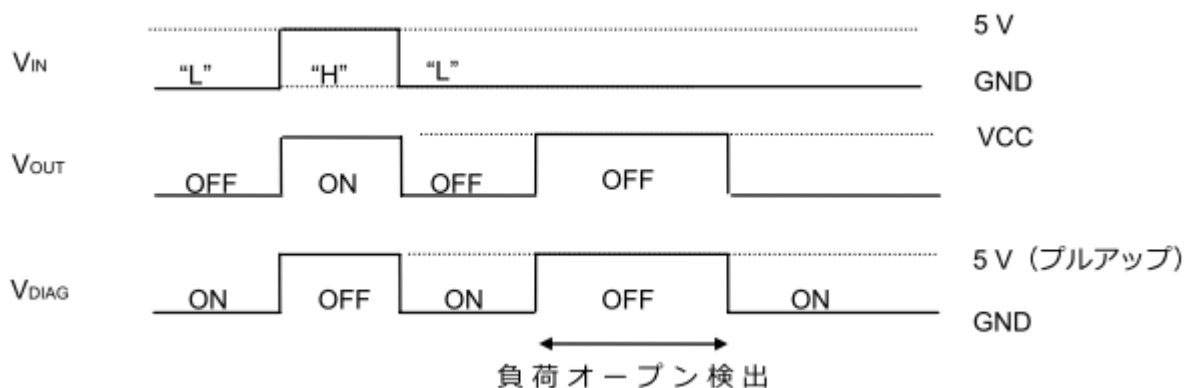 5 V
VIN
“L” “H” “L”
GND
VCC
VOUT
OFF ON OFF OFF
5 V（プルアップ）
VDIAG
ON OFF ON OFF ON
GND
負荷オープン検出